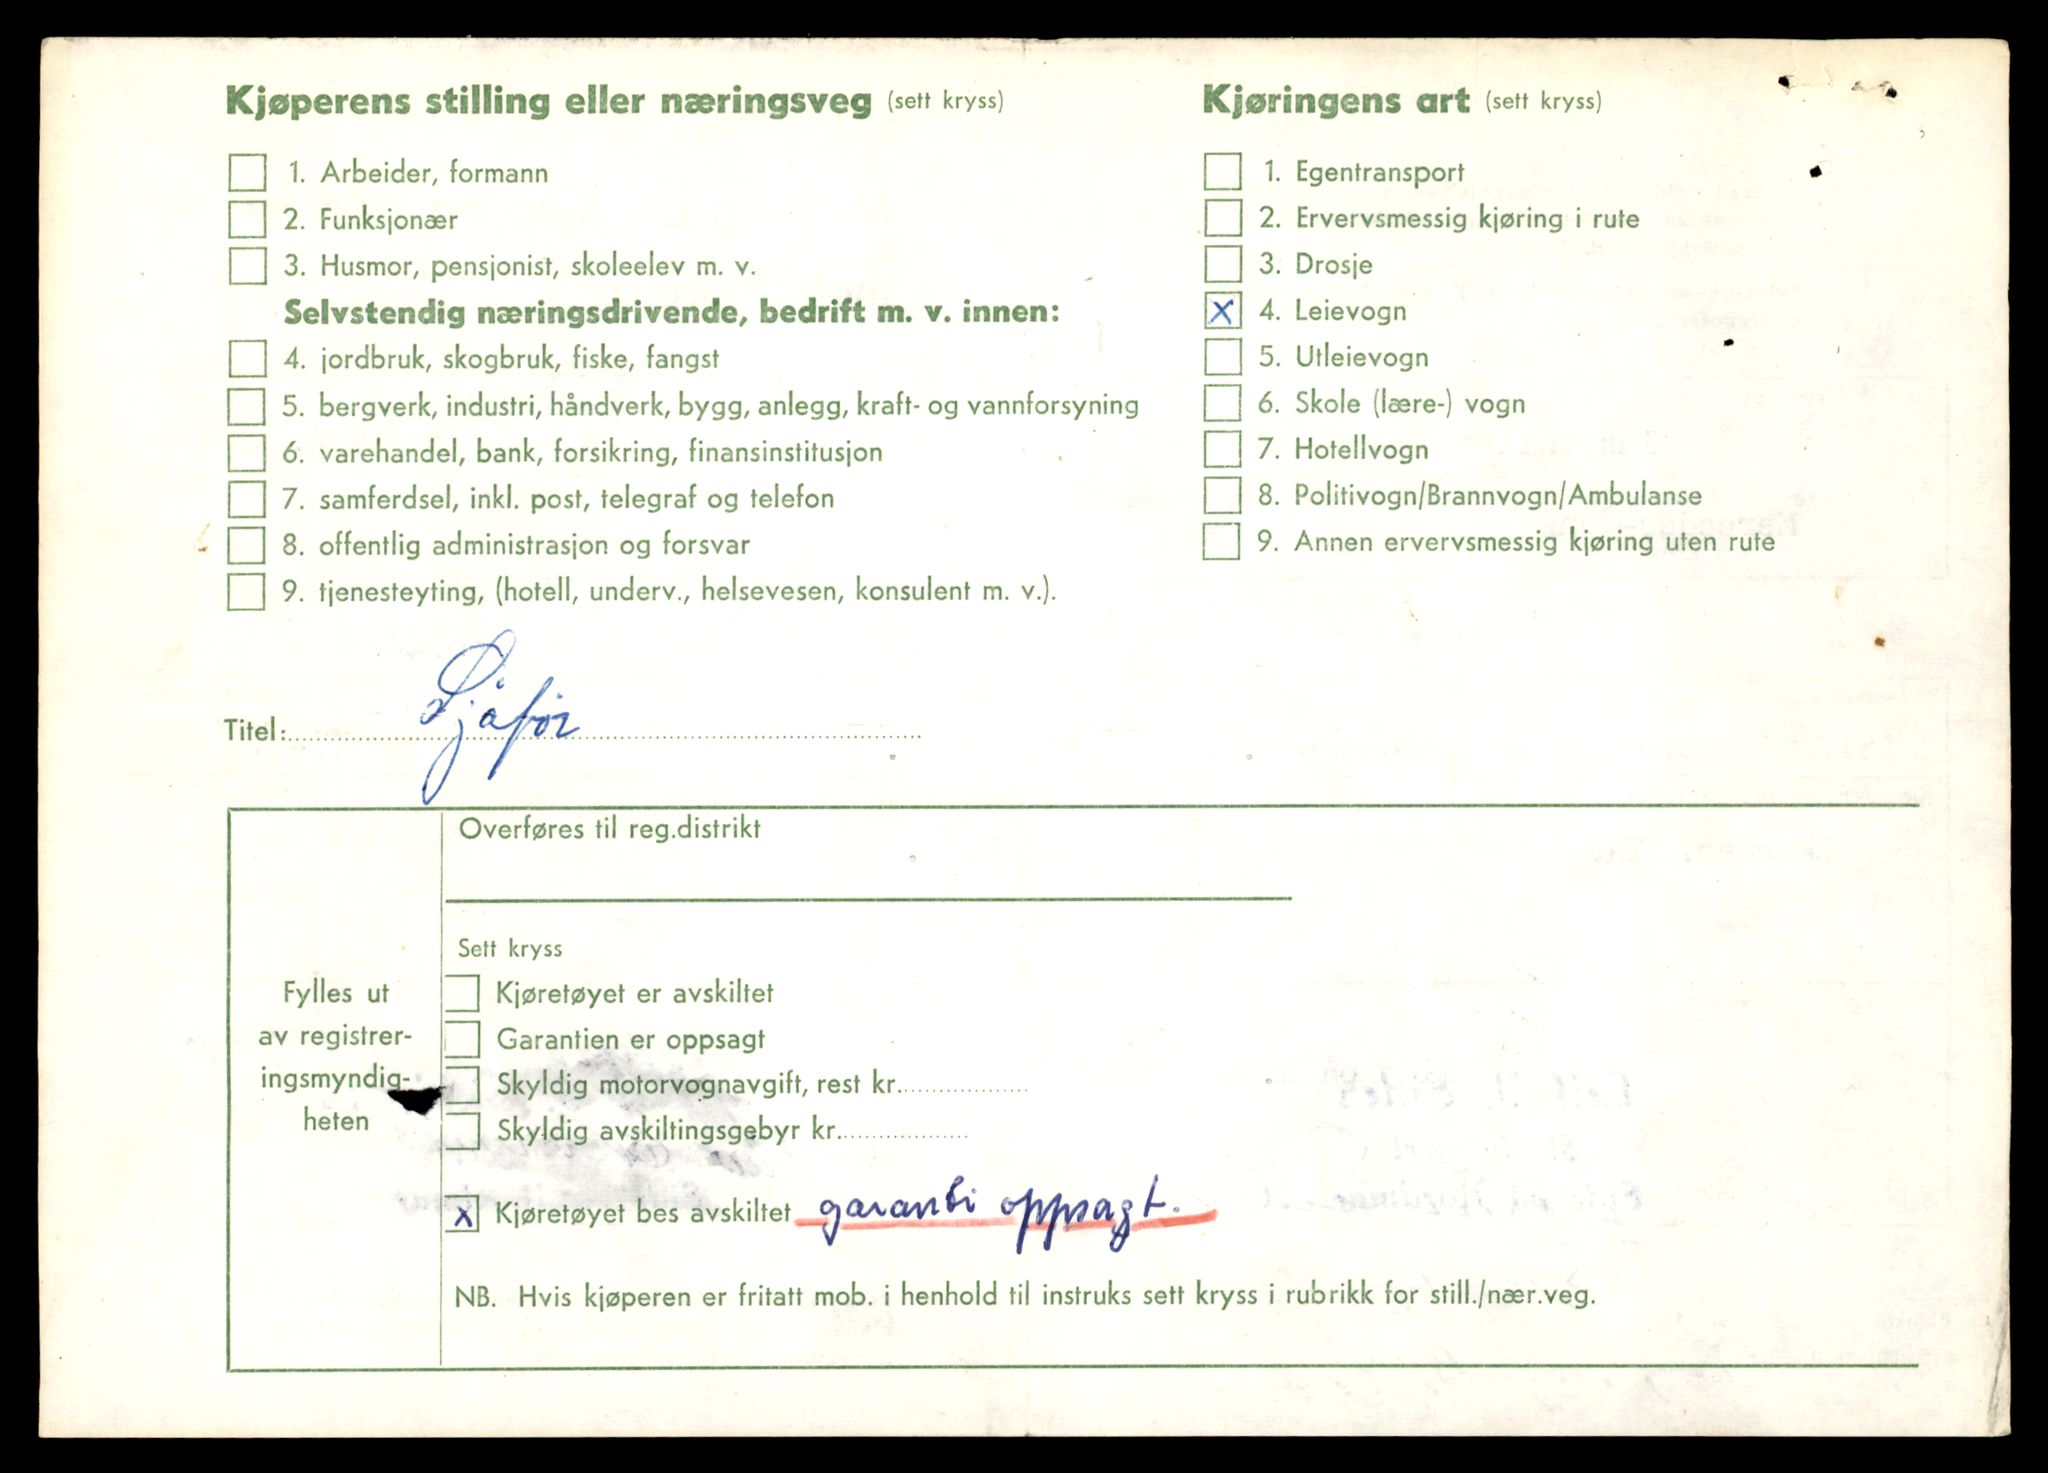 Kjøperens stilling eller næringsveg (sett kryss)
1. Arbeider, formann
2. Funksjonær
3. Husmor, pensjonist, skoleelev m. v.
Selvstendig næringsdrivende, bedrift m. v. innen:
4. jordbruk, skogbruk, fiske, fangst
5. bergverk, industri, håndverk, bygg, anlegg, kraft- og vannforsyning
6. varehandel, bank, forsikring, finansinstitusjon
7. samferdsel, inkl. post, telegraf og telefon
8. offentlig administrasjon og forsvar
9. tjenesteyting, (hotell, underv., helsevesen, konsulent m. v.).
Kjøringens art (sett kryss)
1. Egentransport
2. Ervervsmessig kjøring i rute
3. Drosje
x 4. Leievogn
5. Utleievogn
6. Skole (lære-) vogn
7. Hotellvogn
8. Politivogn/Brannvogn/Ambulanse
9. Annen ervervsmessig kjøring uten rute
Titel: Sjåfør
Fylles ut
av registrer-
ingsmyndig-
heten
Overføres til reg.distrikt
Sett kryss
Kjøretøyet er avskiltet
Garantien er oppsagt
Skyldig motorvognavgift, rest kr.
Skyldig avskiltingsgebyr kr.
x Kjøretøyet bes avskiltet garanti oppsagt.
NB. Hvis kjøperen er fritatt mob. i henhold til instruks sett kryss i rubrikk for still./nær.veg.